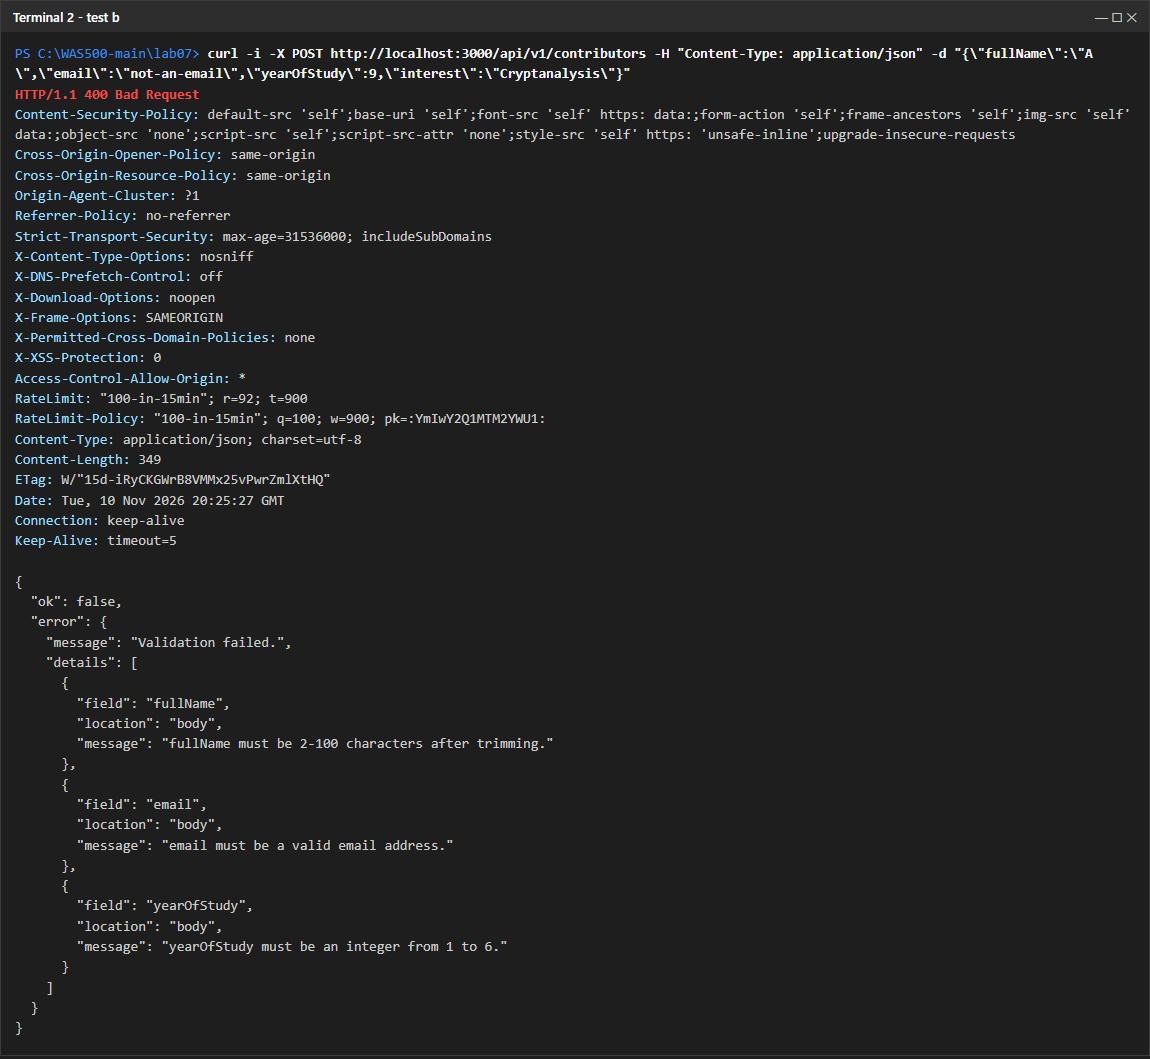 Terminal 2 - test b
PS C:\WAS500-main\lab07> curl -i -X POST http://localhost:3000/api/v1/contributors -H "Content-Type: application/json" -d "{\"fullName\":\"A
\",\"email\":\"not-an-email\",\"yearOfStudy\":9,\"interest\":\"Cryptanalysis\"}"
HTTP/1.1 400 Bad Request
Content-Security-Policy: default-src 'self';base-uri 'self';font-src 'self' https: data:;form-action 'self';frame-ancestors 'self';img-src 'self'
data:;object-src 'none';script-src 'self';script-src-attr 'none';style-src 'self' https: 'unsafe-inline';upgrade-insecure-requests
Cross-Origin-Opener-Policy: same-origin
Cross-Origin-Resource-Policy: same-origin
Origin-Agent-Cluster: ?1
Referrer-Policy: no-referrer
Strict-Transport-Security: max-age=31536000; includeSubDomains
X-Content-Type-Options: nosniff
X-DNS-Prefetch-Control: off
X-Download-Options: noopen
X-Frame-Options: SAMEORIGIN
X-Permitted-Cross-Domain-Policies: none
X-XSS-Protection: 0
Access-Control-Allow-Origin: *
RateLimit: "100-in-15min"; r=92; t=900
RateLimit-Policy: "100-in-15min"; q=100; w=900; pk=:YmIwY2Q1MTM2YWU1:
Content-Type: application/json; charset=utf-8
Content-Length: 349
ETag: W/"15d-iRyCKGWrB8VMMx25vPwrZmlXtHQ"
Date: Tue, 10 Nov 2026 20:25:27 GMT
Connection: keep-alive
Keep-Alive: timeout=5
{
  "ok": false,
  "error": {
    "message": "Validation failed.",
    "details": [
      {
        "field": "fullName",
        "location": "body",
        "message": "fullName must be 2-100 characters after trimming."
      },
      {
        "field": "email",
        "location": "body",
        "message": "email must be a valid email address."
      },
      {
        "field": "yearOfStudy",
        "location": "body",
        "message": "yearOfStudy must be an integer from 1 to 6."
      }
    ]
  }
}